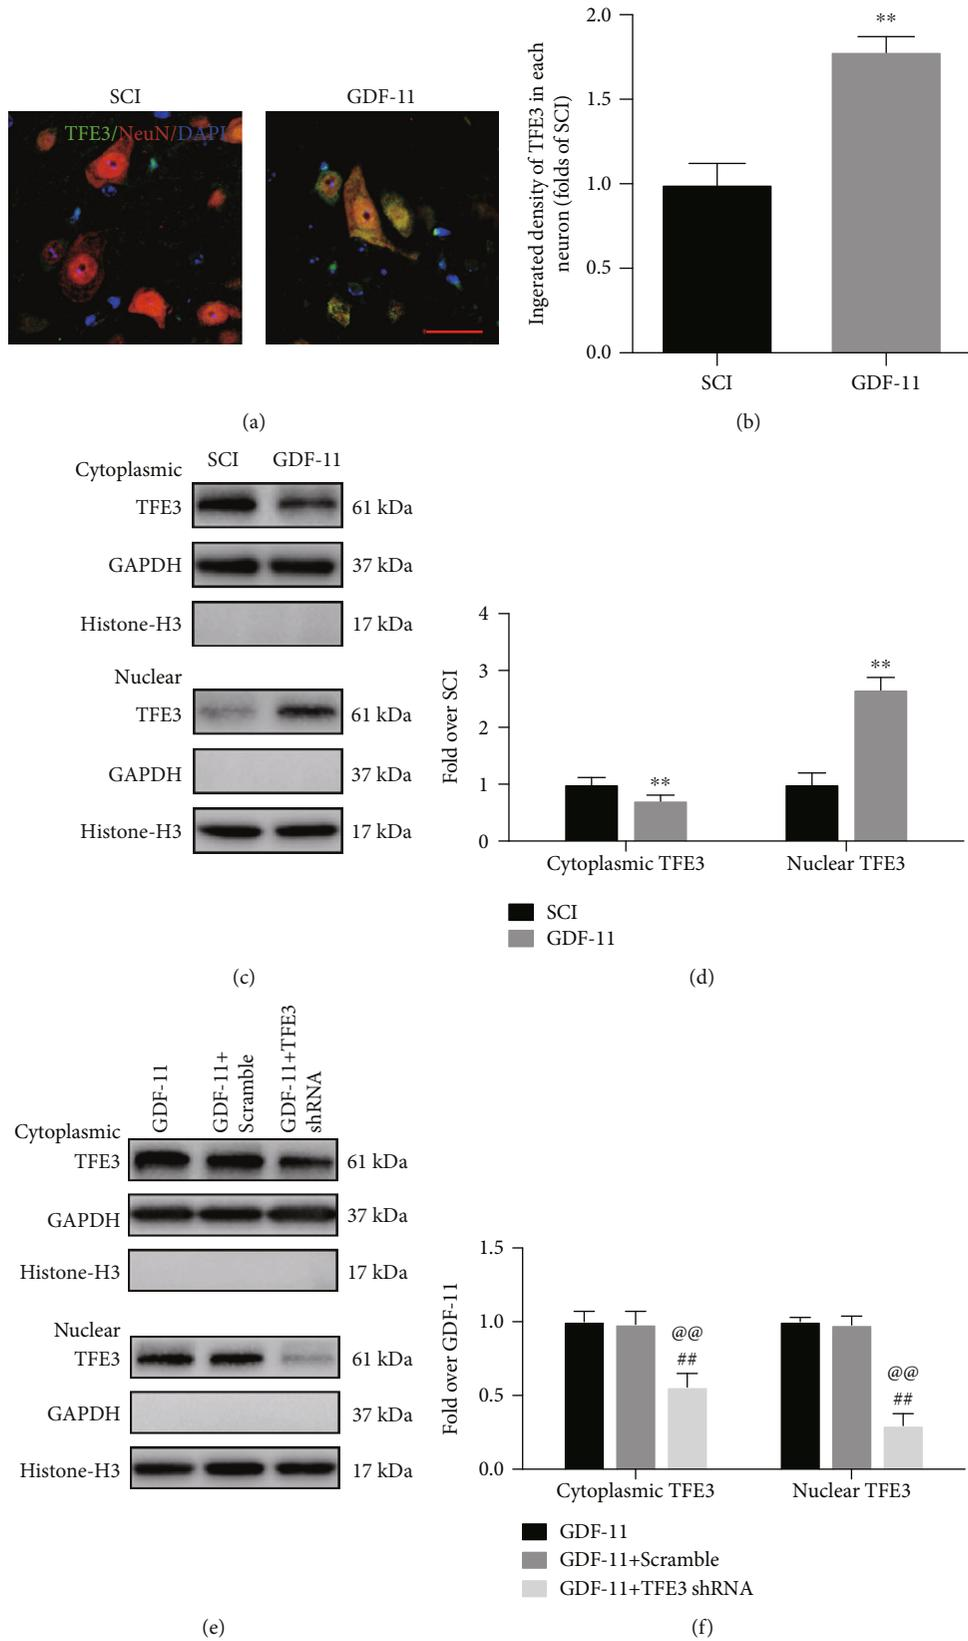 SCI
GDF-11
TFE3/NeuN/DAPI
Ingerated density of TFE3 in each
neuron (folds of SCI)
2.0
1.5
1.0
0.5
0.0
**
SCI
GDF-11
(a)
(b)
SCI
GDF-11
Cytoplasmic
TFE3
61 kDa
GAPDH
37 kDa
Histone-H3
17 kDa
Nuclear
TFE3
61 kDa
GAPDH
37 kDa
Histone-H3
17 kDa
Fold over SCI
4
3
2
1
0
**
**
Cytoplasmic TFE3
Nuclear TFE3
SCI
GDF-11
(c)
(d)
GDF-11
GDF-11+
Scramble
GDF-11+TFE3
shRNA
Cytoplasmic
TFE3
61 kDa
GAPDH
37 kDa
Histone-H3
17 kDa
Nuclear
TFE3
61 kDa
GAPDH
37 kDa
Histone-H3
17 kDa
Fold over GDF-11
1.5
1.0
0.5
0.0
@@
##
@@
##
Cytoplasmic TFE3
Nuclear TFE3
GDF-11
GDF-11+Scramble
GDF-11+TFE3 shRNA
(e)
(f)